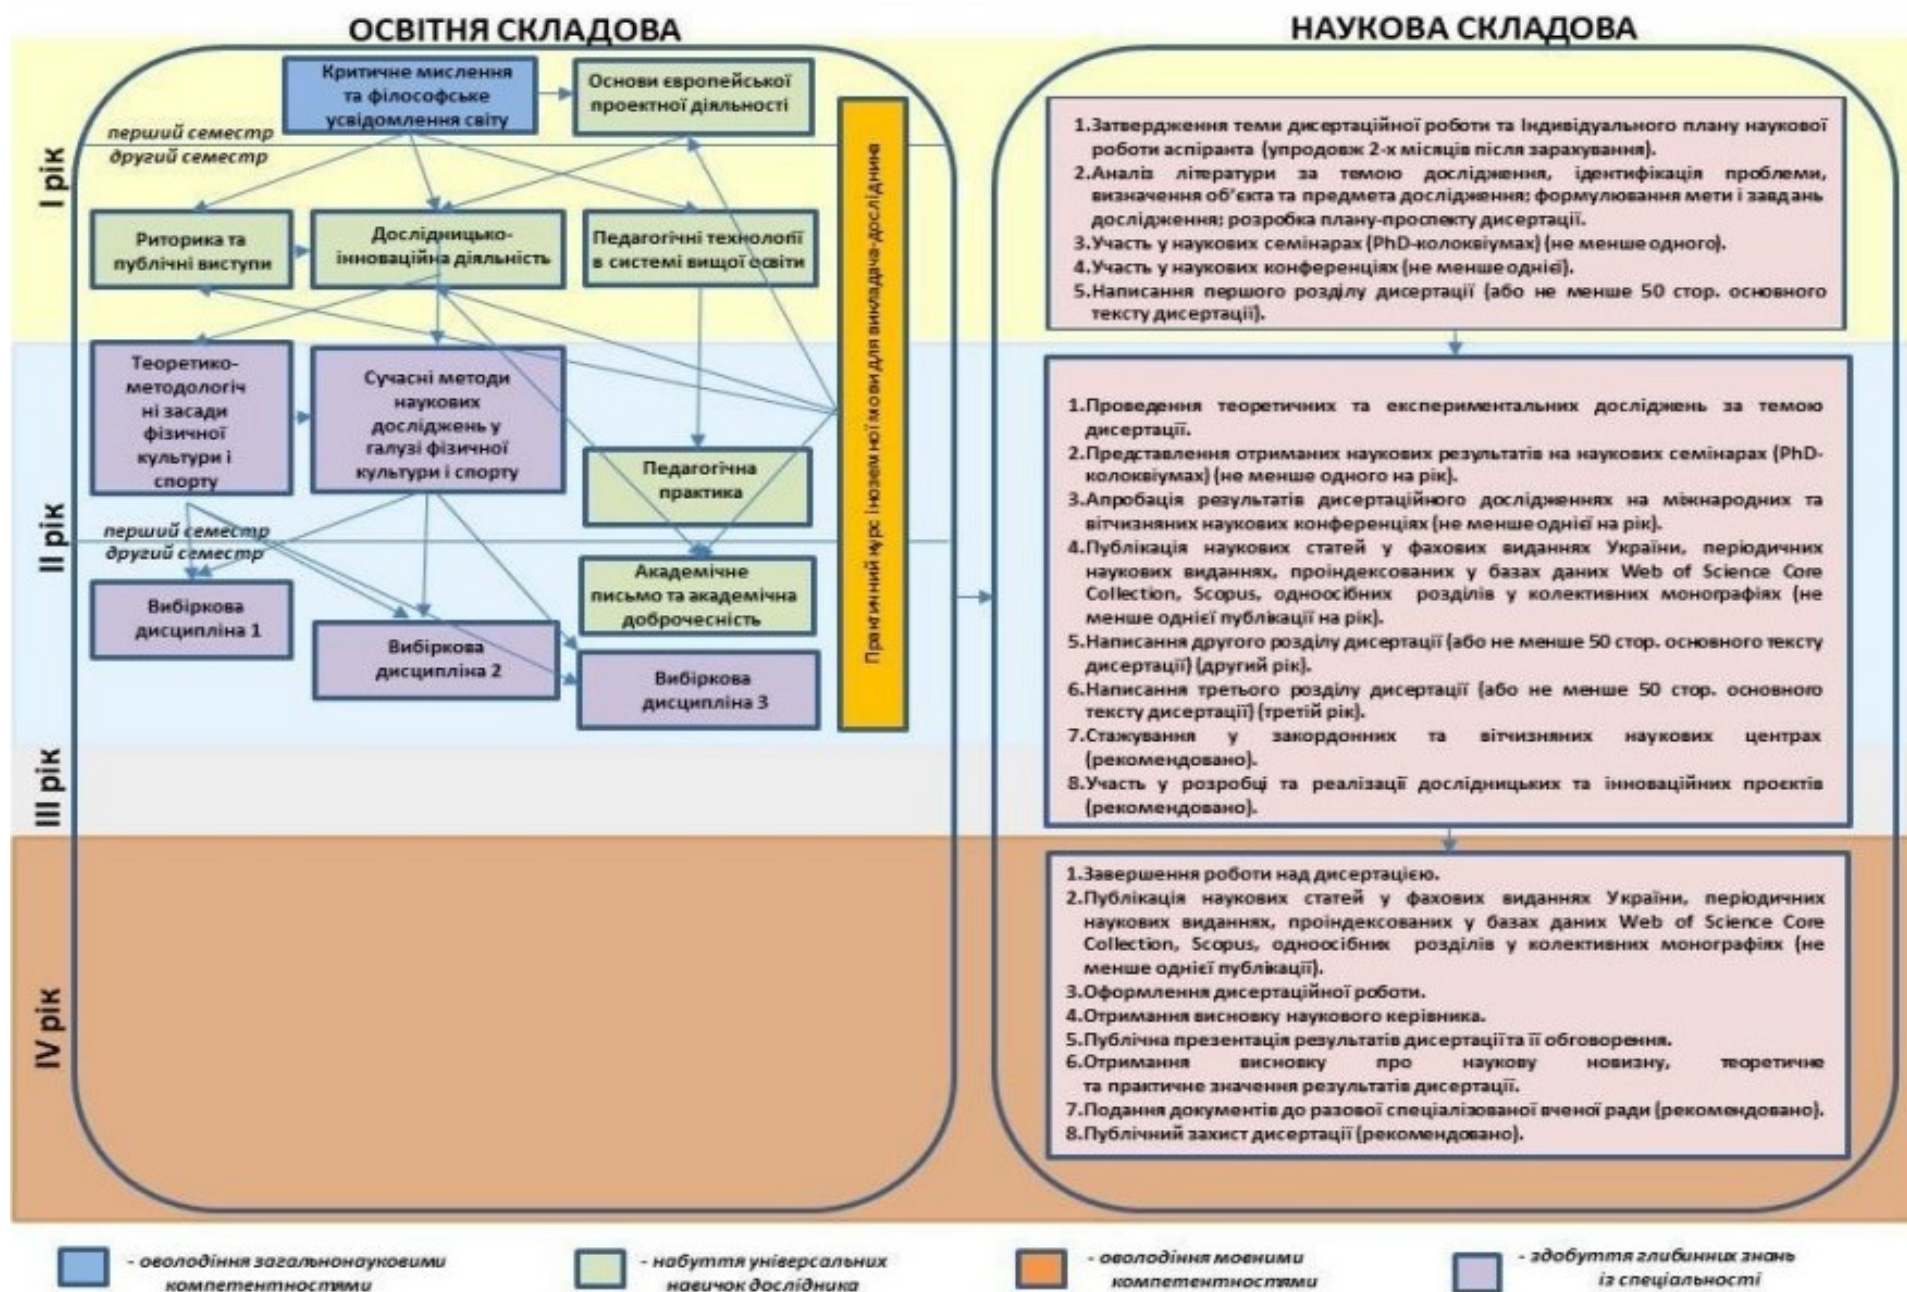 ОСВІТНЯ СКЛАДОВА
НАУКОВА СКЛАДОВА
І рік
Критичне мислення
та філософське
усвідомлення світу
Основи європейської
проектної діяльності
перший семестр
другий семестр
Риторика та
публічні виступи
Дослідницько-
інноваційна діяльність
Педагогічні технології
в системі вищої освіти
ІІ рік
Теоретико-
методологіч
ні засади
фізичної
культури і
спорту
Сучасні методи
наукових
досліджень у
галузі фізичної
культури і спорту
Педагогічна
практика
перший семестр
другий семестр
Академічне
письмо та академічна
доброчесність
Вибіркова
дисципліна 1
Вибіркова
дисципліна 2
Вибіркова
дисципліна 3
Практичний курс іноземної мови для викладача-дослідника
ІІІ рік
IV рік
1.Затвердження теми дисертаційної роботи та Індивідуального плану наукової
роботи аспіранта (упродовж 2-х місяців після зарахування).
2.Аналіз літератури за темою дослідження, ідентифікація проблеми,
визначення об'єкта та предмета дослідження; формулювання мети і завдань
дослідження; розробка плану-проспекту дисертації.
3.Участь у наукових семінарах (PhD-колоквіумах) (не менше одного).
4.Участь у наукових конференціях (не менше однієї).
5.Написання першого розділу дисертації (або не менше 50 стор. основного
тексту дисертації).
1.Проведення теоретичних та експериментальних досліджень за темою
дисертації.
2.Представлення отриманих наукових результатів на наукових семінарах (PhD-
колоквіумах) (не менше одного на рік).
3.Апробація результатів дисертаційного дослідженнях на міжнародних та
вітчизняних наукових конференціях (не менше однієї на рік).
4.Публікація наукових статей у фахових виданнях України, періодичних
наукових виданнях, проіндексованих у базах даних Web of Science Core
Collection, Scopus, одноосібних розділів у колективних монографіях (не
менше однієї публікації на рік).
5.Написання другого розділу дисертації (або не менше 50 стор. основного тексту
дисертації) (другий рік).
6.Написання третього розділу дисертації (або не менше 50 стор. основного
тексту дисертації) (третій рік).
7.Стажування у закордонних та вітчизняних наукових центрах
(рекомендовано).
8.Участь у розробці та реалізації дослідницьких та інноваційних проєктів
(рекомендовано).
1.Завершення роботи над дисертацією.
2.Публікація наукових статей у фахових виданнях України, періодичних
наукових виданнях, проіндексованих у базах даних Web of Science Core
Collection, Scopus, одноосібних розділів у колективних монографіях (не
менше однієї публікації).
3.Оформлення дисертаційної роботи.
4.Отримання висновку наукового керівника.
5.Публічна презентація результатів дисертації та її обговорення.
6.Отримання висновку про наукову новизну, теоретичне
та практичне значення результатів дисертації.
7.Подання документів до разової спеціалізованої вченої ради (рекомендовано).
8.Публічний захист дисертації (рекомендовано).
- оволодіння загальнонауковими
компетентностями
- набуття універсальних
навичок дослідника
- оволодіння мовними
компетентностями
- здобуття глибинних знань
із спеціальності